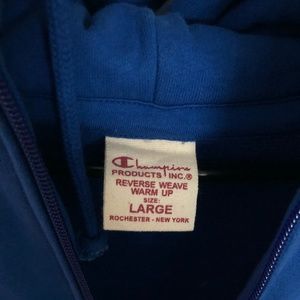 Champion
PRODUCTS INC.®
REVERSE WEAVE
WARM UP
SIZE:
LARGE
ROCHESTER - NEW YORK